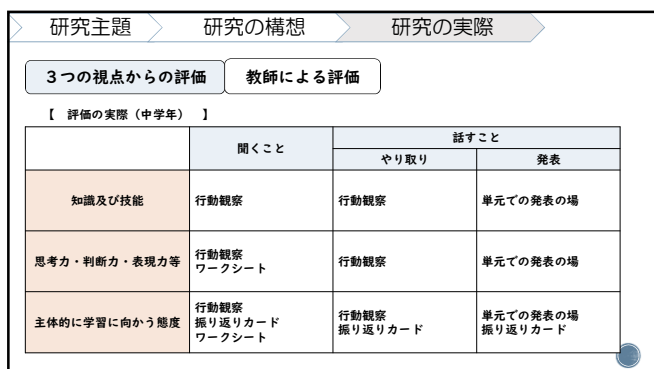 研究主題
研究の構想
研究の実際
３つの視点からの評価
教師による評価
【　評価の実際（中学年）　】
聞くこと
話すこと
やり取り
発表
知識及び技能
行動観察
行動観察
単元での発表の場
思考力・判断力・表現力等
行動観察
ワークシート
行動観察
単元での発表の場
主体的に学習に向かう態度
行動観察
振り返りカード
ワークシート
行動観察
振り返りカード
単元での発表の場
振り返りカード